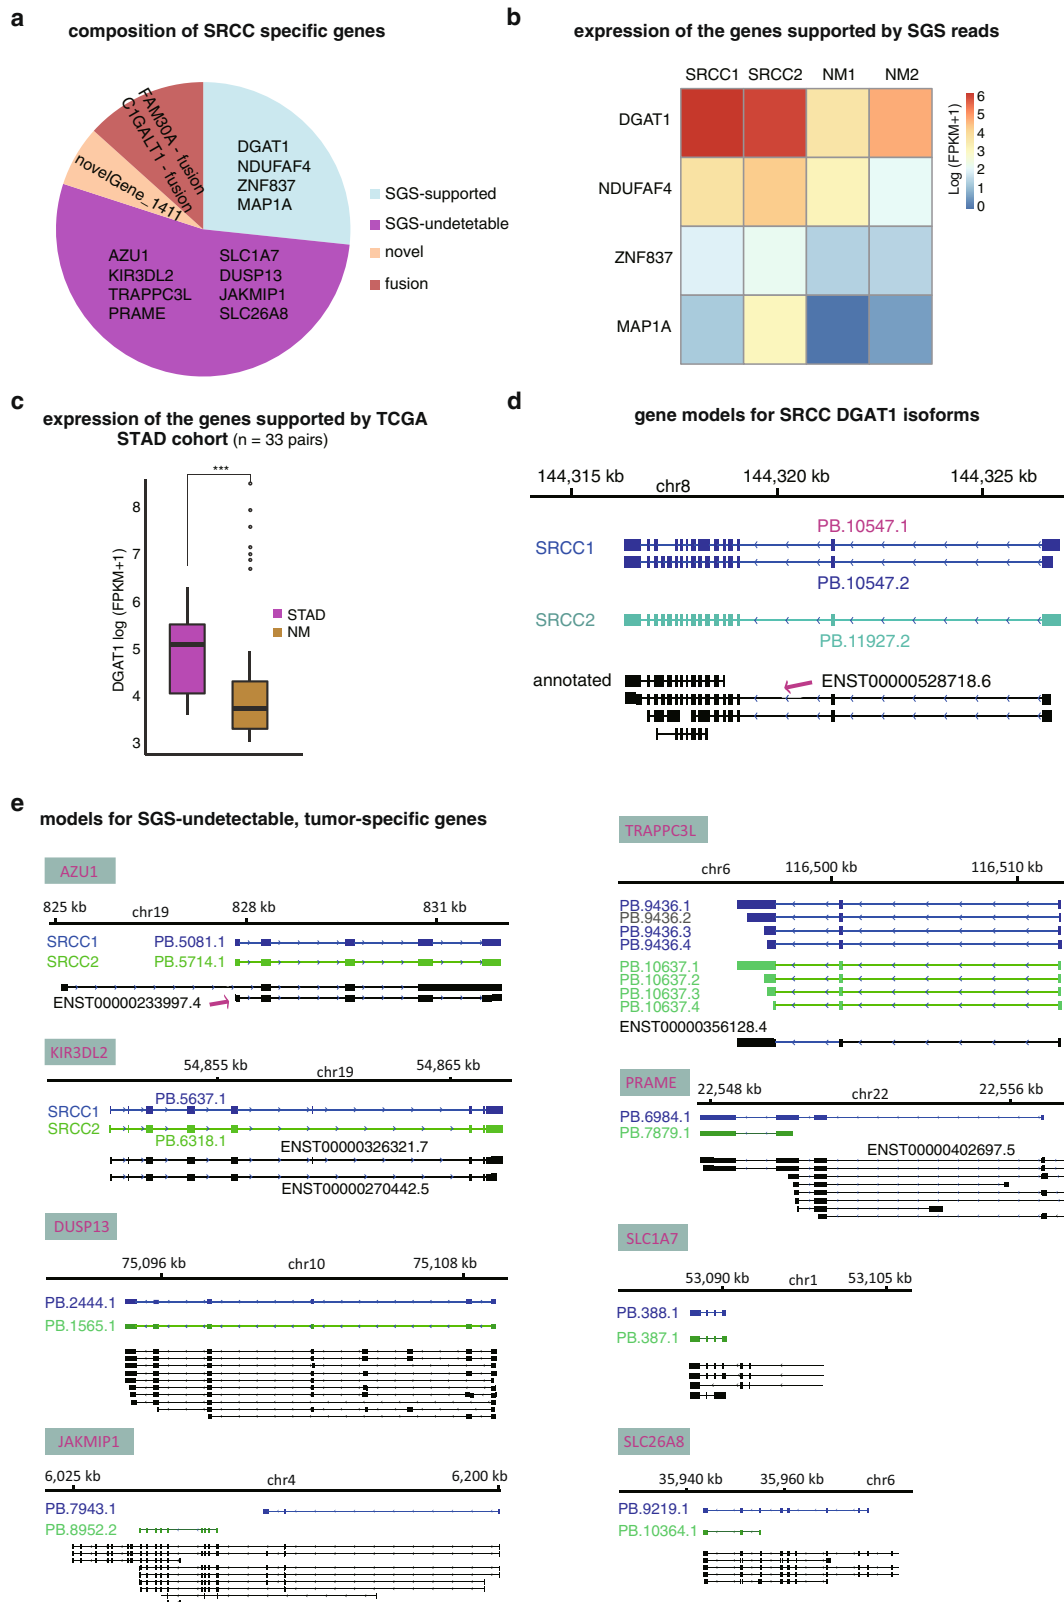 a
composition of SRCC specific genes
FAM30A - fusion
C1GALT1 - fusion
novelGene_1411
DGAT1
NDUFAF4
ZNF837
MAP1A
AZU1 SLC1A7
KIR3DL2 DUSP13
TRAPPC3L JAKMIP1
PRAME SLC26A8
SGS-supported
SGS-undetetable
novel
fusion
b
expression of the genes supported by SGS reads
SRCC1 SRCC2 NM1 NM2
DGAT1
NDUFAF4
ZNF837
MAP1A
6
5
4
3
2
1
0
Log (FPKM+1)
c
expression of the genes supported by TCGA
STAD cohort (n = 33 pairs)
***
DGAT1 log (FPKM+1)
8
7
6
5
4
3
STAD
NM
d
gene models for SRCC DGAT1 isoforms
144,315 kb 144,320 kb 144,325 kb
chr8
PB.10547.1
SRCC1
PB.10547.2
SRCC2
PB.11927.2
annotated
ENST00000528718.6
e
models for SGS-undetectable, tumor-specific genes
AZU1
825 kb chr19 828 kb 831 kb
SRCC1 PB.5081.1
SRCC2 PB.5714.1
ENST00000233997.4
KIR3DL2
54,855 kb chr19 54,865 kb
PB.5637.1
SRCC1
SRCC2
PB.6318.1
ENST00000326321.7
ENST00000270442.5
DUSP13
75,096 kb chr10 75,108 kb
PB.2444.1
PB.1565.1
JAKMIP1
6,025 kb chr4 6,200 kb
PB.7943.1
PB.8952.2
TRAPPC3L
chr6 116,500 kb 116,510 kb
PB.9436.1
PB.9436.2
PB.9436.3
PB.9436.4
PB.10637.1
PB.10637.2
PB.10637.3
PB.10637.4
ENST00000356128.4
PRAME
22,548 kb chr22 22,556 kb
PB.6984.1
PB.7879.1
ENST00000402697.5
SLC1A7
53,090 kb chr1 53,105 kb
PB.388.1
PB.387.1
SLC26A8
35,940 kb 35,960 kb chr6
PB.9219.1
PB.10364.1